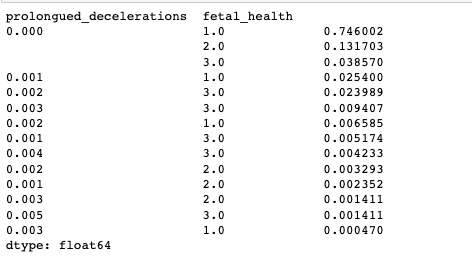 prolongued_decelerations fetal_health
0.000 1.0 0.746002
2.0 0.131703
3.0 0.038570
0.001 1.0 0.025400
0.002 3.0 0.023989
0.003 3.0 0.009407
0.002 1.0 0.006585
0.001 3.0 0.005174
0.004 3.0 0.004233
0.002 2.0 0.003293
0.001 2.0 0.002352
0.003 2.0 0.001411
0.005 3.0 0.001411
0.003 1.0 0.000470
dtype: float64